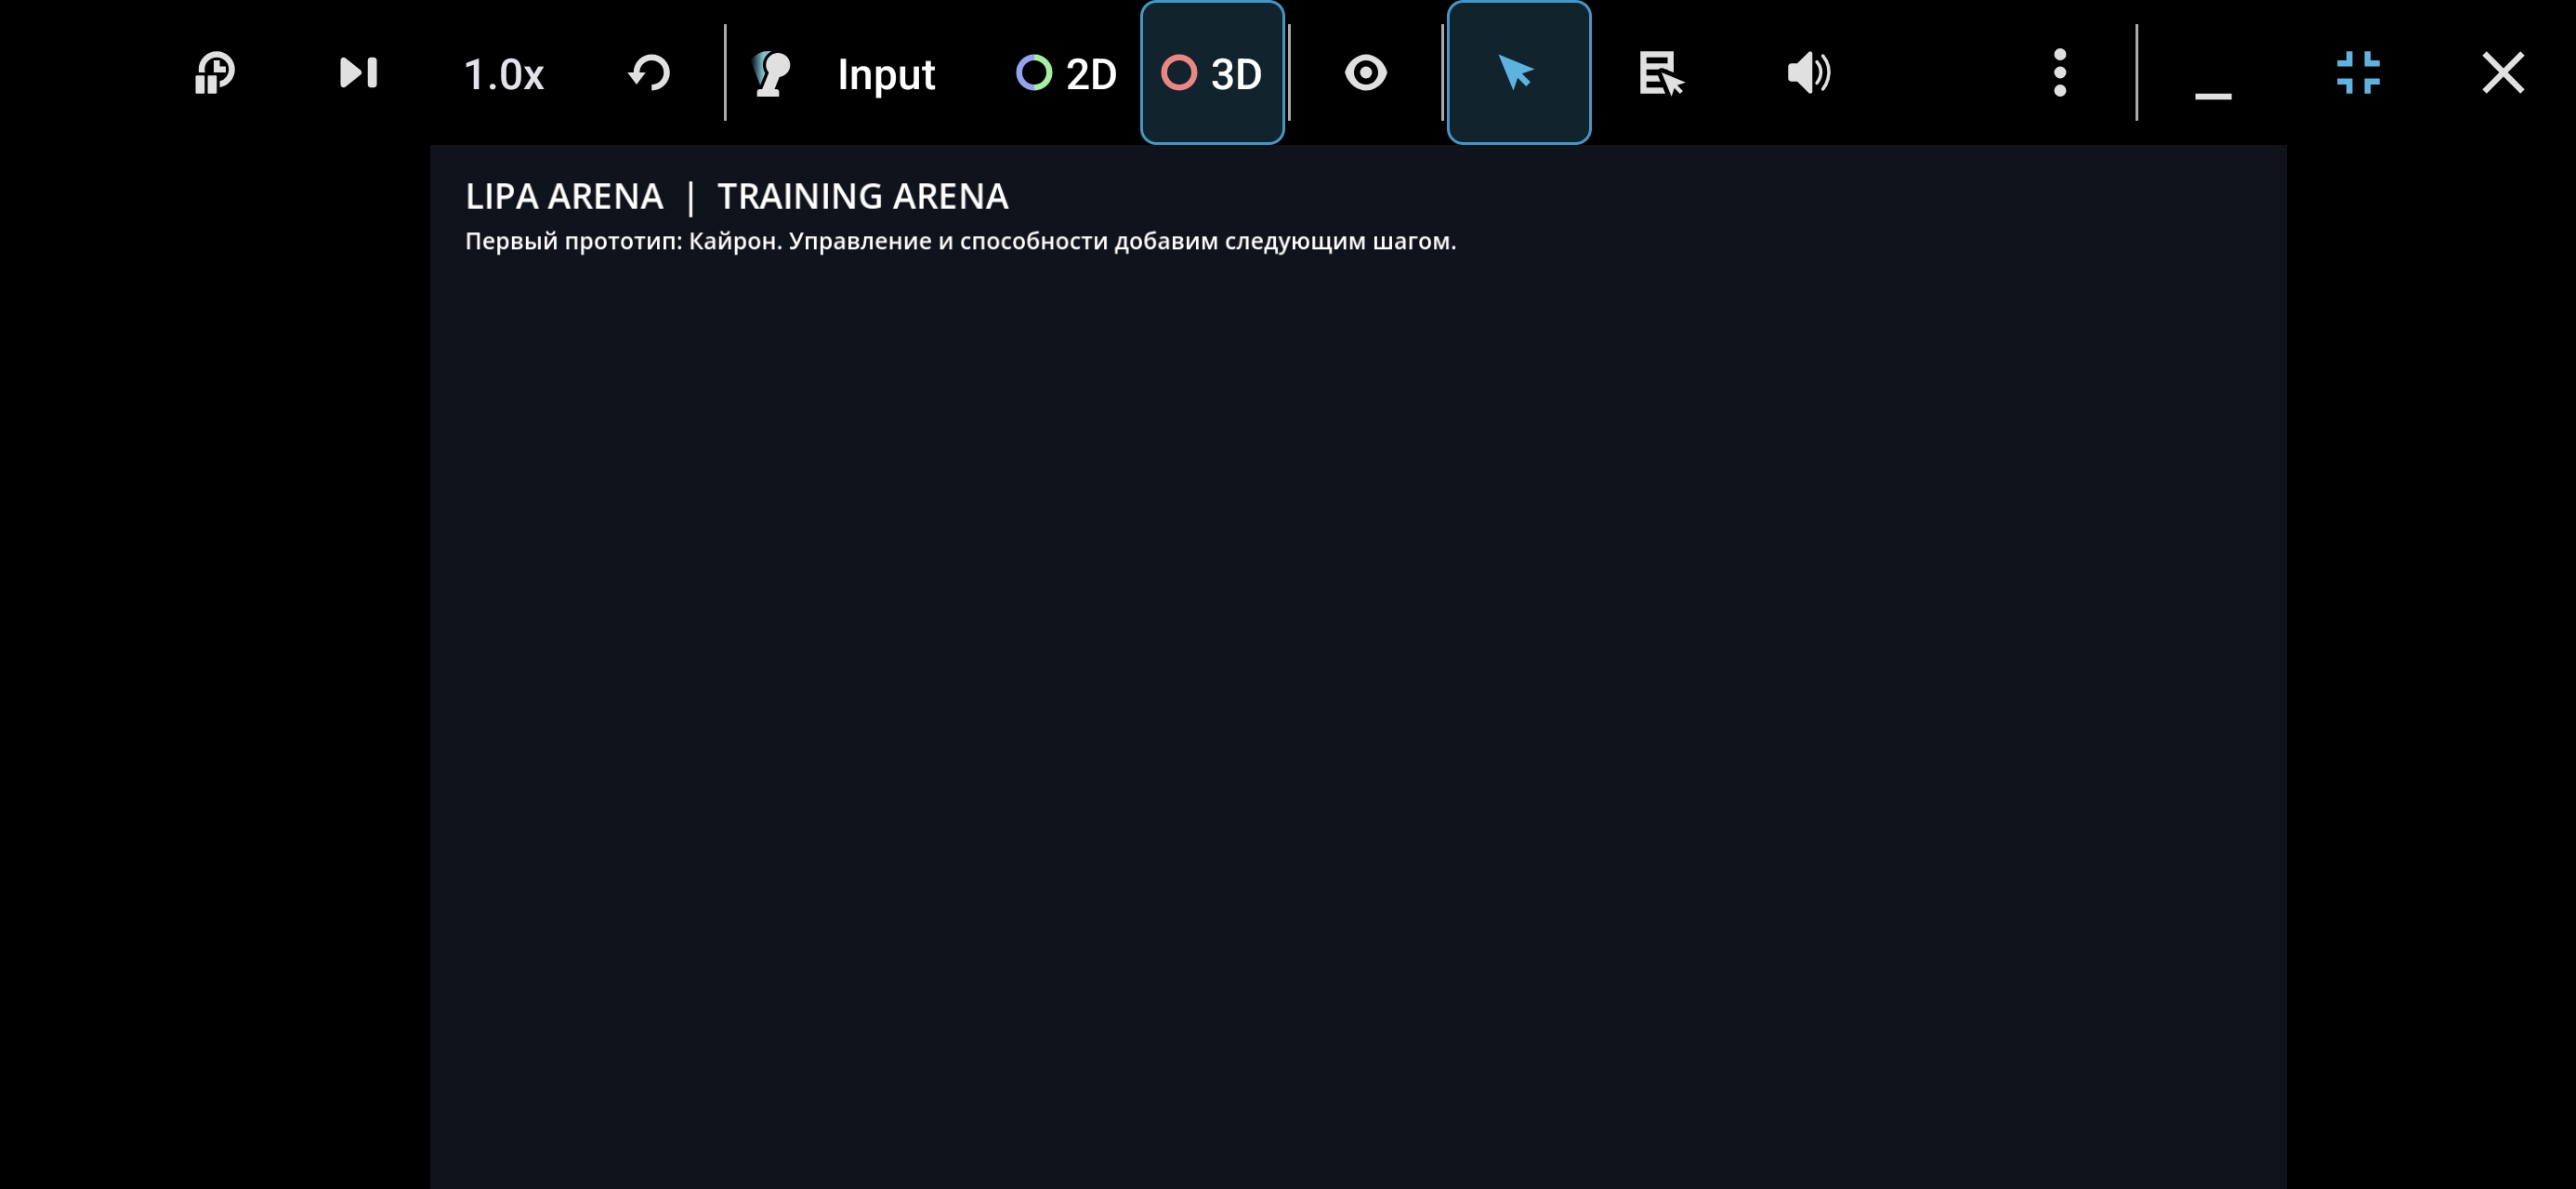 1.0x Input 2D 3D
LIPA ARENA | TRAINING ARENA
Первый прототип: Кайрон. Управление и способности добавим следующим шагом.